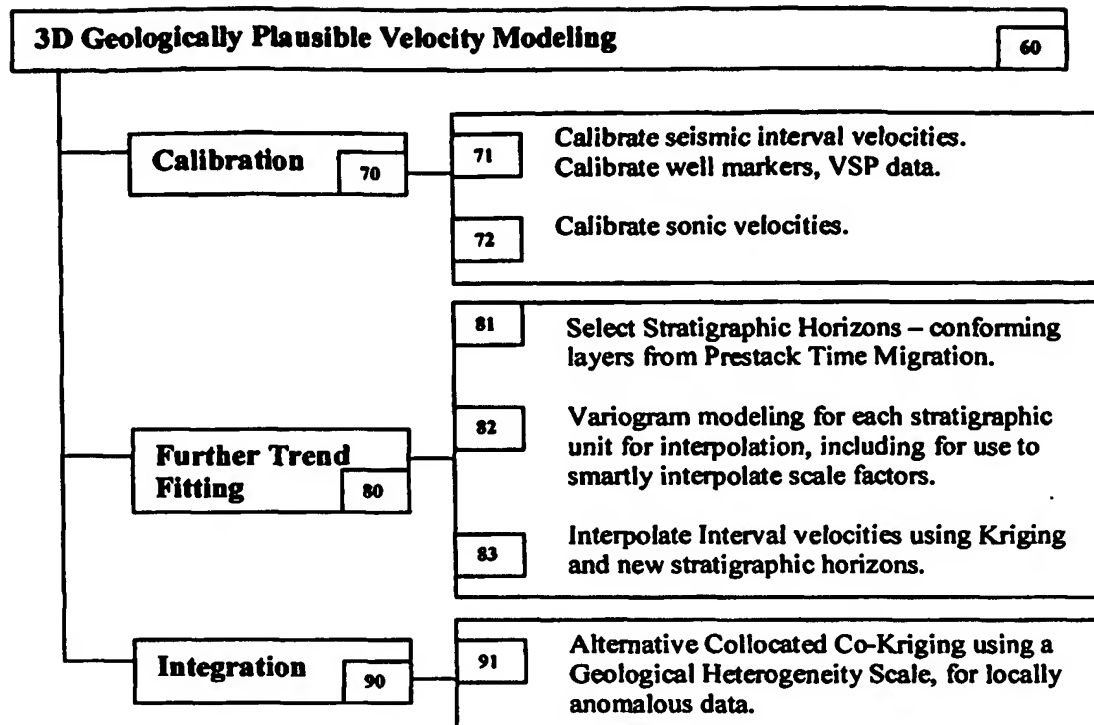 3D Geologically Plausible Velocity Modeling
60
Calibration
70
71
Calibrate seismic interval velocities.
Calibrate well markers, VSP data.
72
Calibrate sonic velocities.
Further Trend
Fitting
80
81
Select Stratigraphic Horizons – conforming
layers from Prestack Time Migration.
82
Variogram modeling for each stratigraphic
unit for interpolation, including for use to
smartly interpolate scale factors.
83
Interpolate Interval velocities using Kriging
and new stratigraphic horizons.
Integration
90
91
Alternative Collocated Co-Kriging using a
Geological Heterogeneity Scale, for locally
anomalous data.